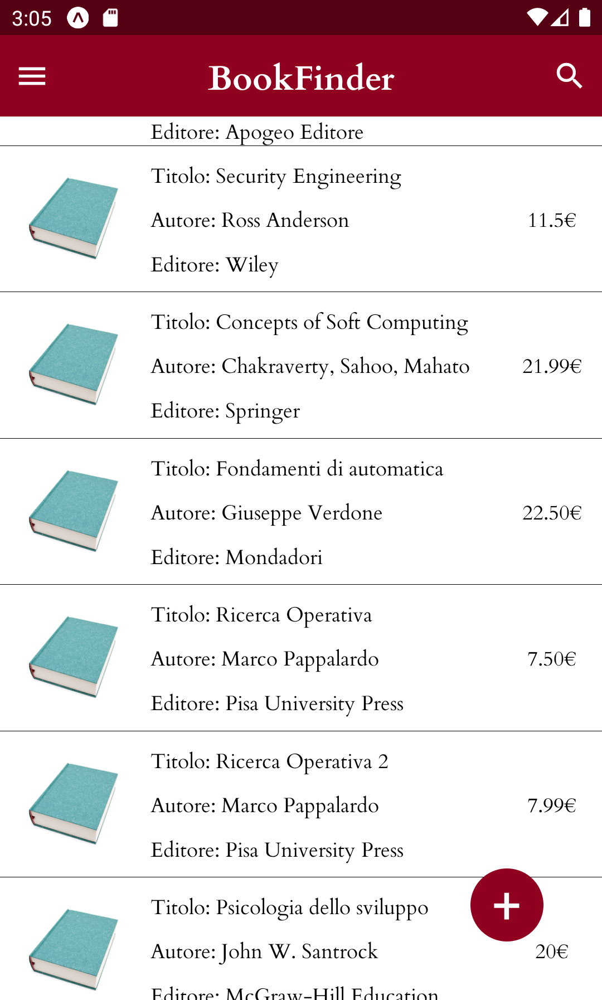 3:05
BookFinder
Editore: Apogeo Editore
Titolo: Security Engineering
Autore: Ross Anderson
11.5€
Editore: Wiley
Titolo: Concepts of Soft Computing
Autore: Chakraverty, Sahoo, Mahato
21.99€
Editore: Springer
Titolo: Fondamenti di automatica
Autore: Giuseppe Verdone
22.50€
Editore: Mondadori
Titolo: Ricerca Operativa
Autore: Marco Pappalardo
7.50€
Editore: Pisa University Press
Titolo: Ricerca Operativa 2
Autore: Marco Pappalardo
7.99€
Editore: Pisa University Press
Titolo: Psicologia dello sviluppo
Autore: John W. Santrock
20€
Editore: McGraw-Hill Education